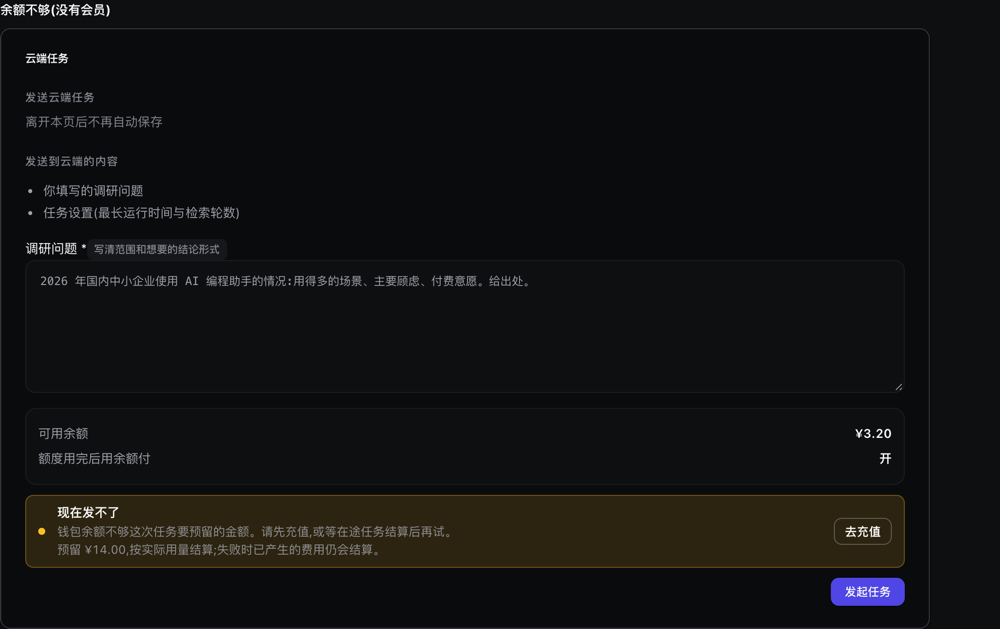 余额不够(没有会员)
云端任务
发送云端任务
离开本页后不再自动保存
发送到云端的内容
• 你填写的调研问题
• 任务设置(最长运行时间与检索轮数)
调研问题 * 写清范围和想要的结论形式
2026 年国内中小企业使用 AI 编程助手的情况:用得多的场景、主要顾虑、付费意愿。给出处。
可用余额 ¥3.20
额度用完后用余额付 开
现在发不了
钱包余额不够这次任务要预留的金额。请先充值,或等在途任务结算后再试。
预留 ¥14.00,按实际用量结算;失败时已产生的费用仍会结算。
去充值
发起任务